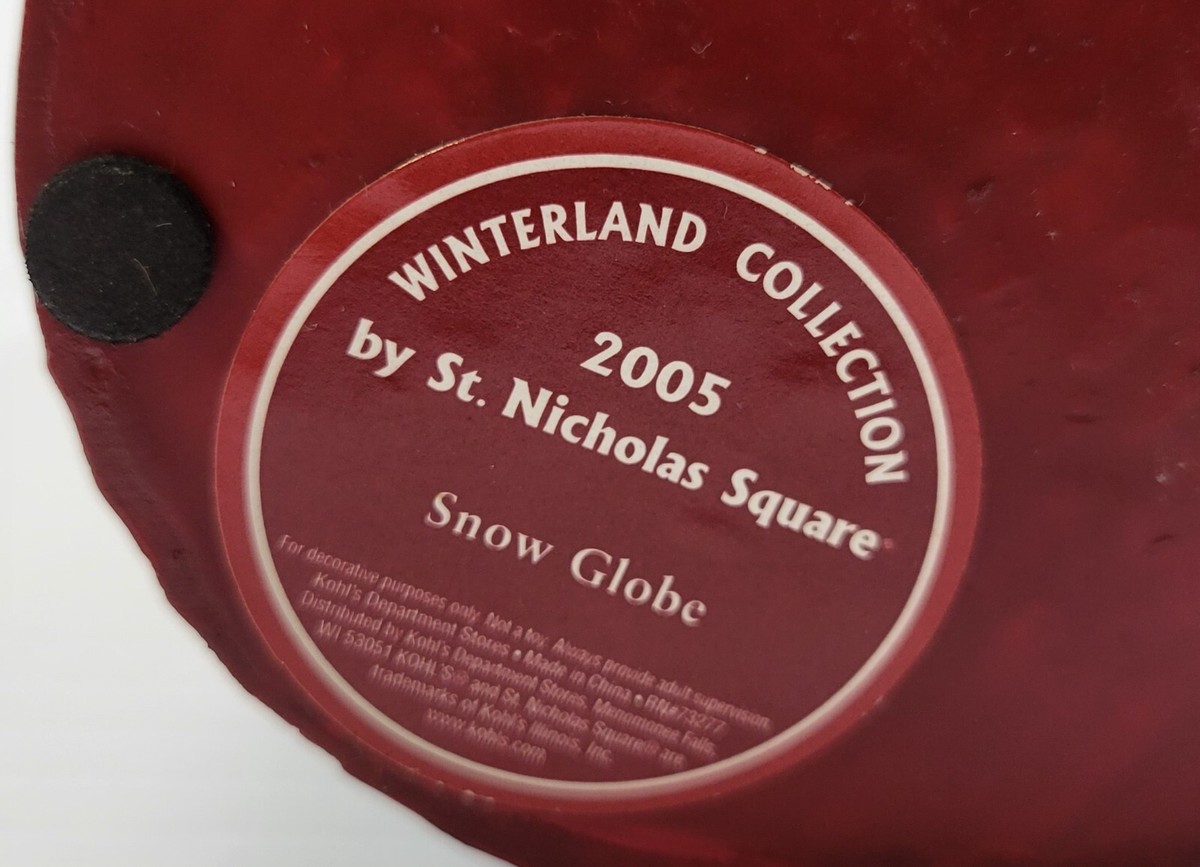 WINTERLAND COLLECTION
2005
by St. Nicholas Square®
Snow Globe
For decorative purposes only. Not a toy. Always provide adult supervision.
Kohl's Department Stores • Made in China • RN#73277
Distributed by Kohl's Department Stores, Menomonee Falls,
WI 53051 KOHL'S® and St. Nicholas Square® are
trademarks of Kohl's Illinois, Inc.
www.kohls.com